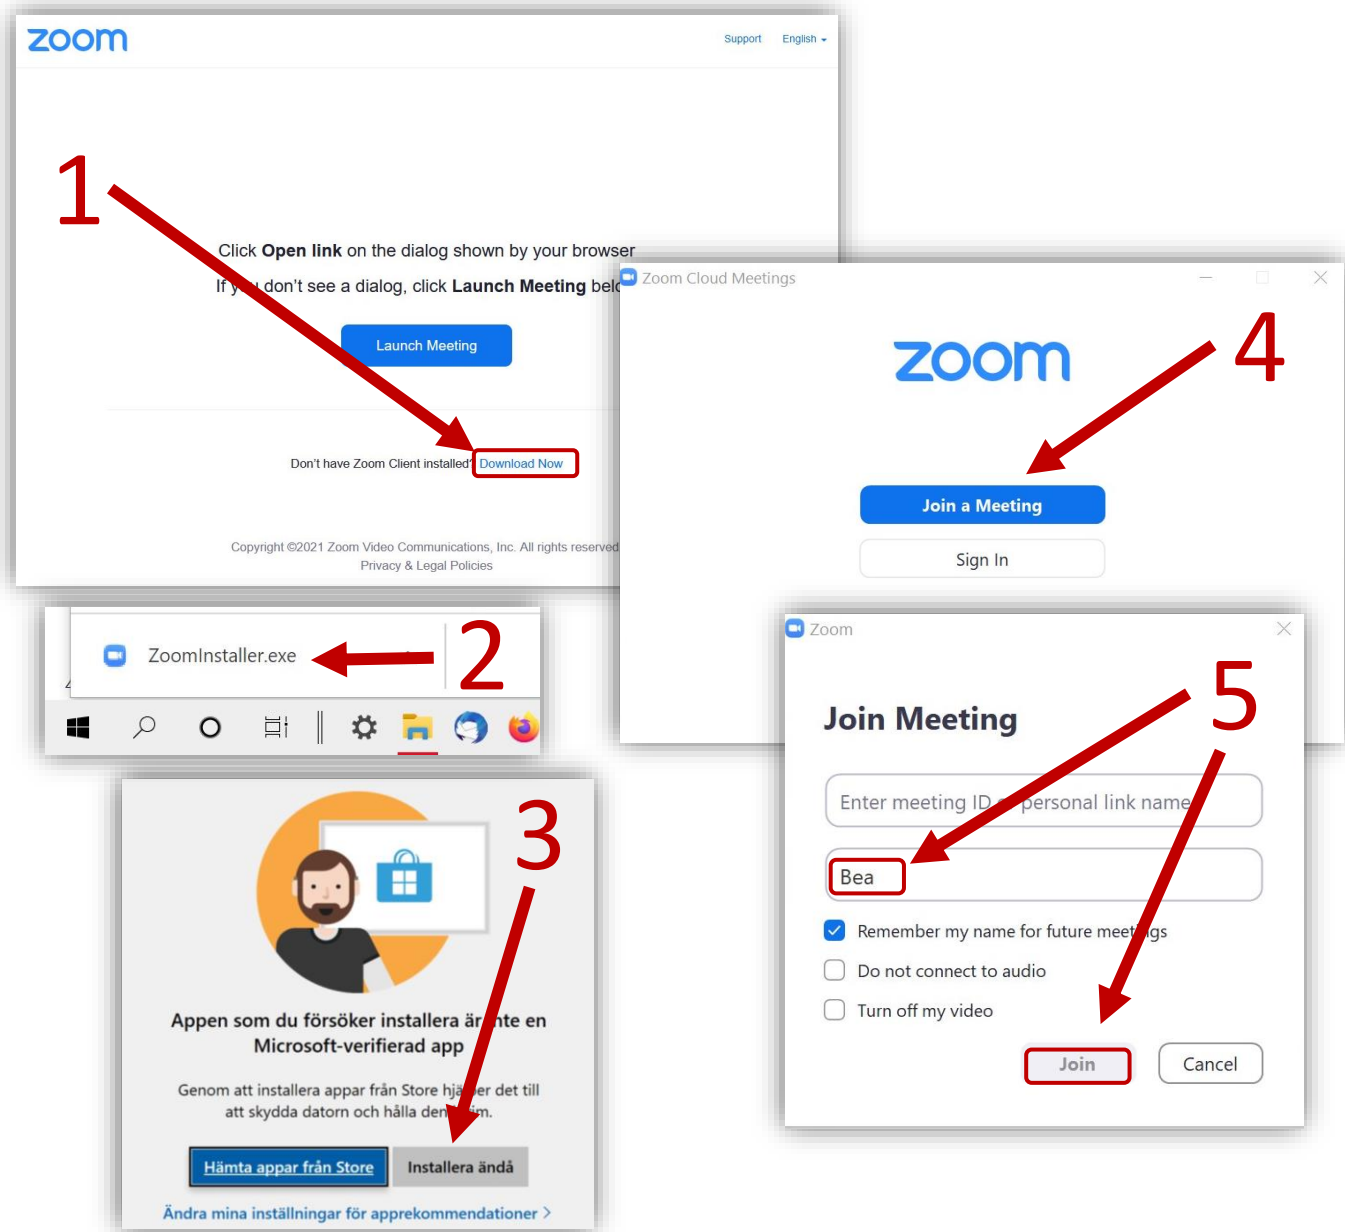 zoom
Support English
1
Click Open link on the dialog shown by your browser
If you don't see a dialog, click Launch Meeting
Launch Meeting
Don't have Zoom Client installed? Download Now
Copyright ©2021 Zoom Video Communications, Inc. All rights reserved
Privacy & Legal Policies
2
ZoomInstaller.exe
3
Appen som du försöker installera är inte en
Microsoft-verifierad app
Genom att installera appar från Store hjälper det till
att skydda datorn och hålla den
Hämta appar från Store
Installera ändå
Ändra mina inställningar för apprekommendationer >
Zoom Cloud Meetings
4
zoom
Join a Meeting
Sign In
Zoom
5
Join Meeting
Enter meeting ID or personal link name
Bea
Remember my name for future meetings
Do not connect to audio
Turn off my video
Join
Cancel